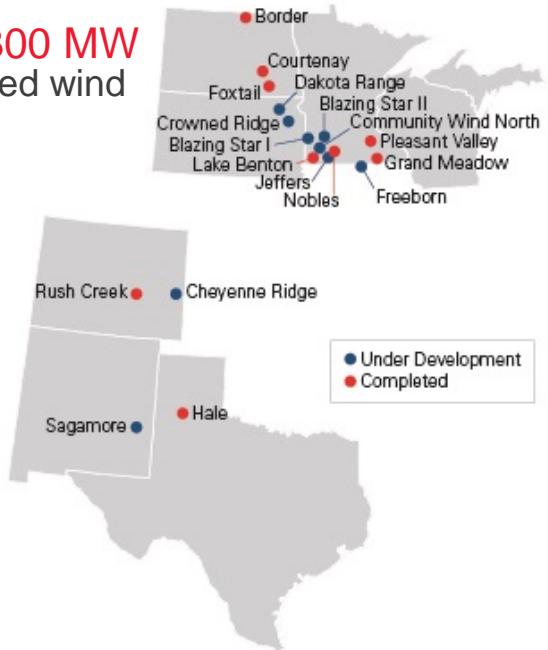 300 MW
ed wind
Border
Courtenay
Foxtail
Dakota Range
Blazing Star II
Crowned Ridge
Community Wind North
Blazing Star I
Pleasant Valley
Lake Benton
Grand Meadow
Jeffers
Nobles
Freeborn
Rush Creek
Cheyenne Ridge
Under Development
Completed
Sagamore
Hale